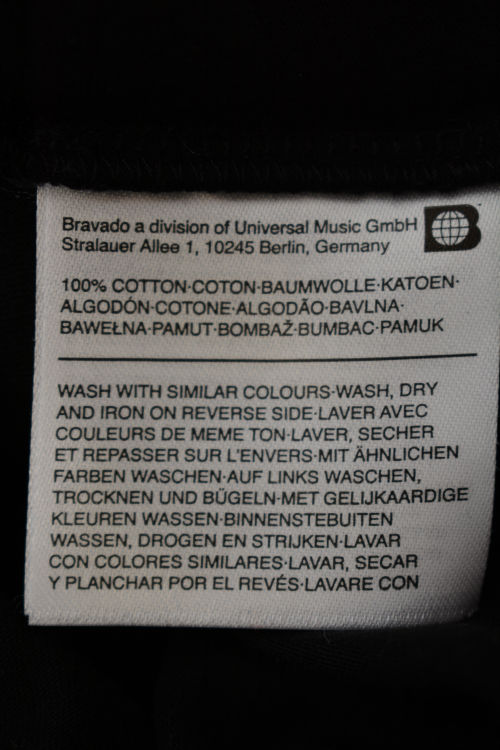 Bravado a division of Universal Music GmbH
Stralauer Allee 1, 10245 Berlin, Germany
100% COTTON·COTON·BAUMWOLLE·KATOEN·
ALGODÓN·COTONE·ALGODÃO·BAVLNA·
BAWEŁNA·PAMUT·BOMBAŽ·BUMBAC·PAMUK
WASH WITH SIMILAR COLOURS·WASH, DRY
AND IRON ON REVERSE SIDE·LAVER AVEC
COULEURS DE MEME TON·LAVER, SECHER
ET REPASSER SUR L'ENVERS·MIT ÄHNLICHEN
FARBEN WASCHEN·AUF LINKS WASCHEN,
TROCKNEN UND BÜGELN·MET GELIJKAARDIGE
KLEUREN WASSEN·BINNENSTEBUITEN
WASSEN, DROGEN EN STRIJKEN·LAVAR
CON COLORES SIMILARES·LAVAR, SECAR
Y PLANCHAR POR EL REVÉS·LAVARE CON